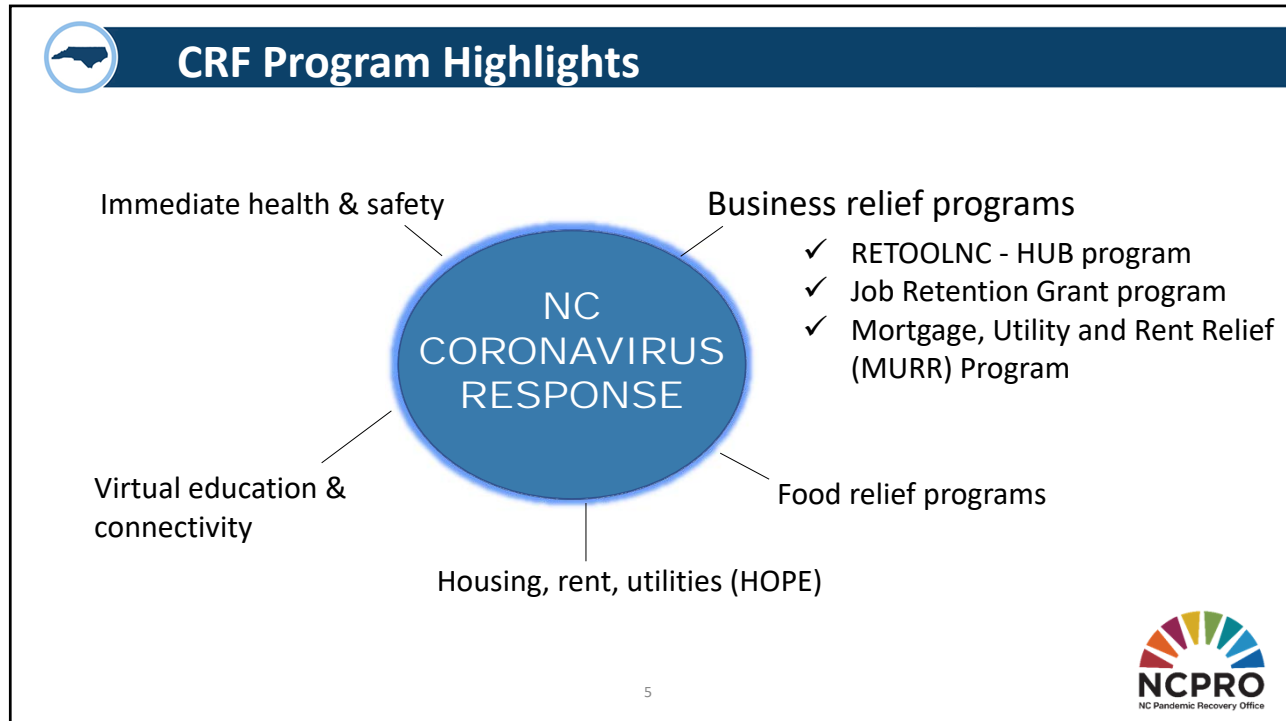 CRF Program Highlights
Immediate health & safety
Business relief programs
✓ RETOOLNC - HUB program
✓ Job Retention Grant program
✓ Mortgage, Utility and Rent Relief
(MURR) Program
NC
CORONAVIRUS
RESPONSE
Virtual education &
connectivity
Food relief programs
Housing, rent, utilities (HOPE)
5
NCPRO
NC Pandemic Recovery Office